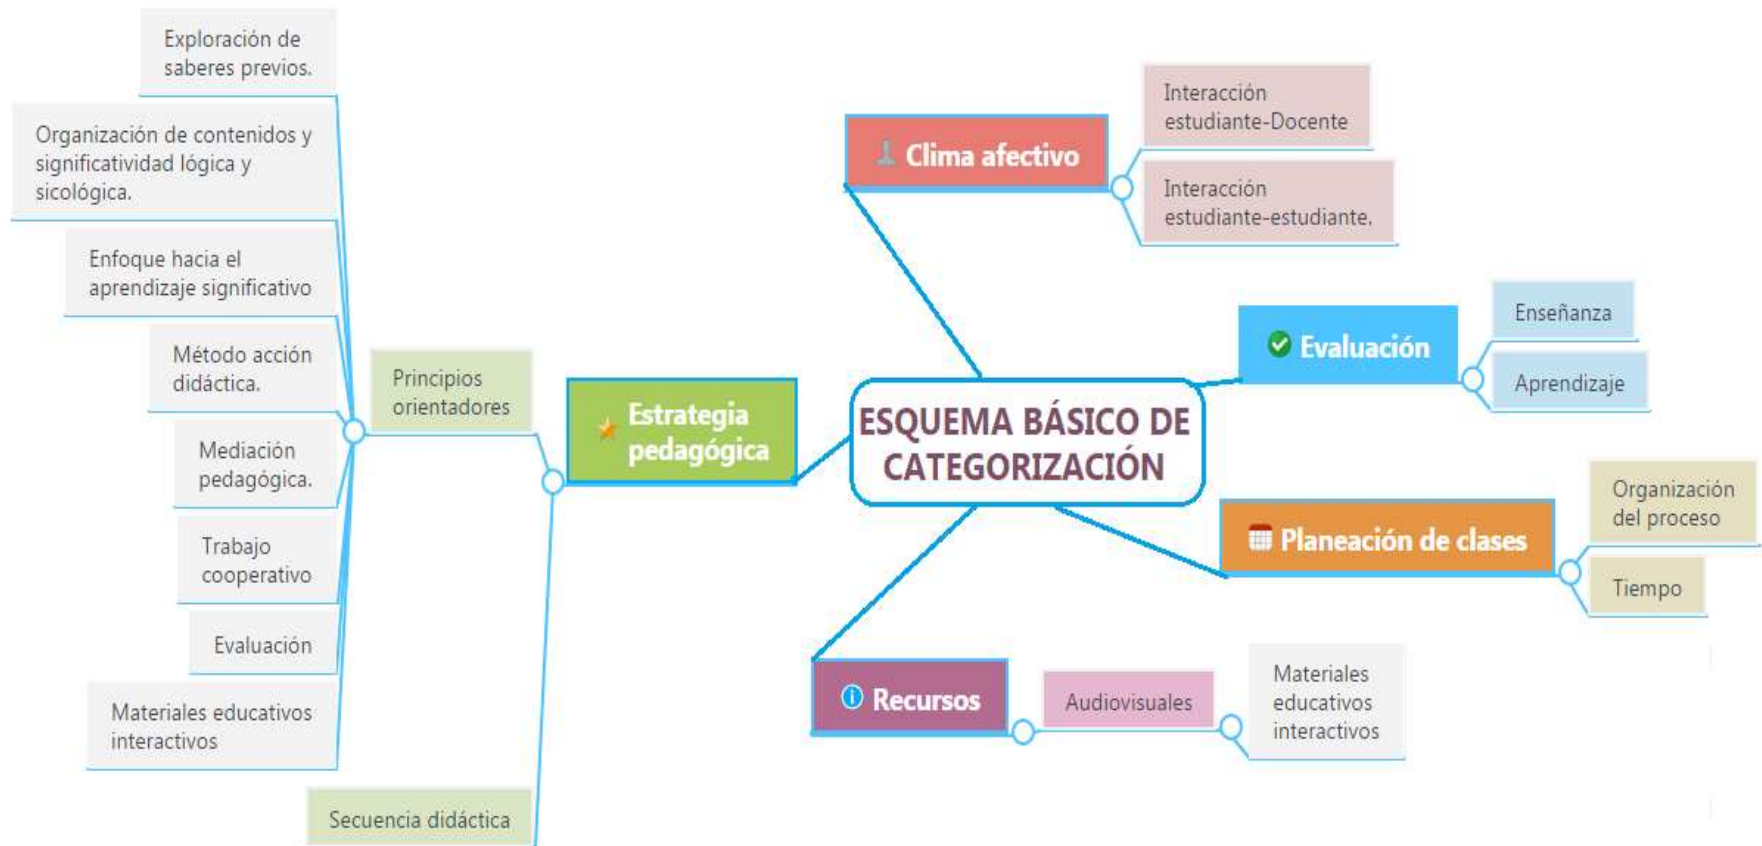 Exploración de
saberes previos.
Organización de contenidos y
significatividad lógica y
sicológica.
Enfoque hacia el
aprendizaje significativo
Método acción
didáctica.
Mediación
pedagógica.
Trabajo
cooperativo
Evaluación
Materiales educativos
interactivos
Principios
orientadores
Secuencia didáctica
Estrategia
pedagógica
ESQUEMA BÁSICO DE
CATEGORIZACIÓN
Clima afectivo
Interacción
estudiante-Docente
Interacción
estudiante-estudiante.
Evaluación
Enseñanza
Aprendizaje
Planeación de clases
Organización
del proceso
Tiempo
Recursos
Audiovisuales
Materiales
educativos
interactivos